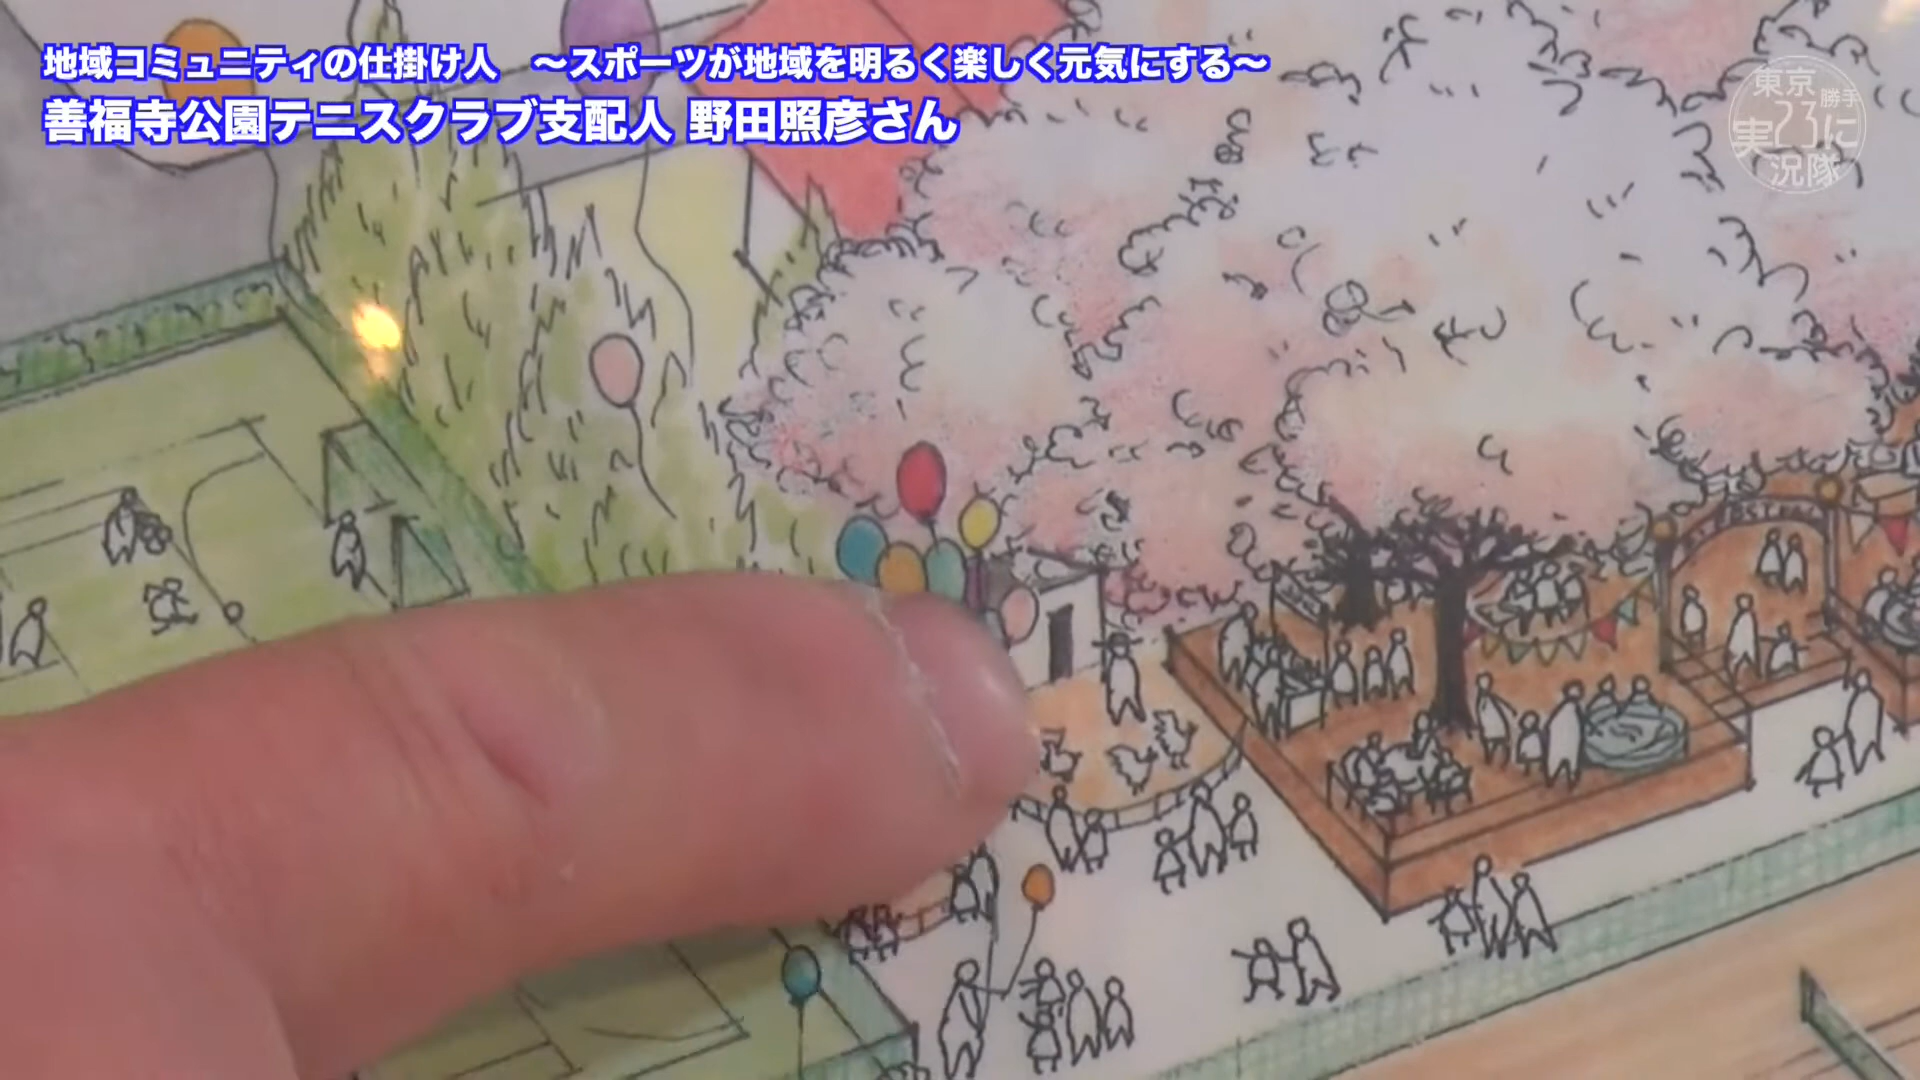 地域コミュニティの仕掛け人　～スポーツが地域を明るく楽しく元気にする～
善福寺公園テニスクラブ支配人 野田照彦さん
東京
23
勝手に
実況隊